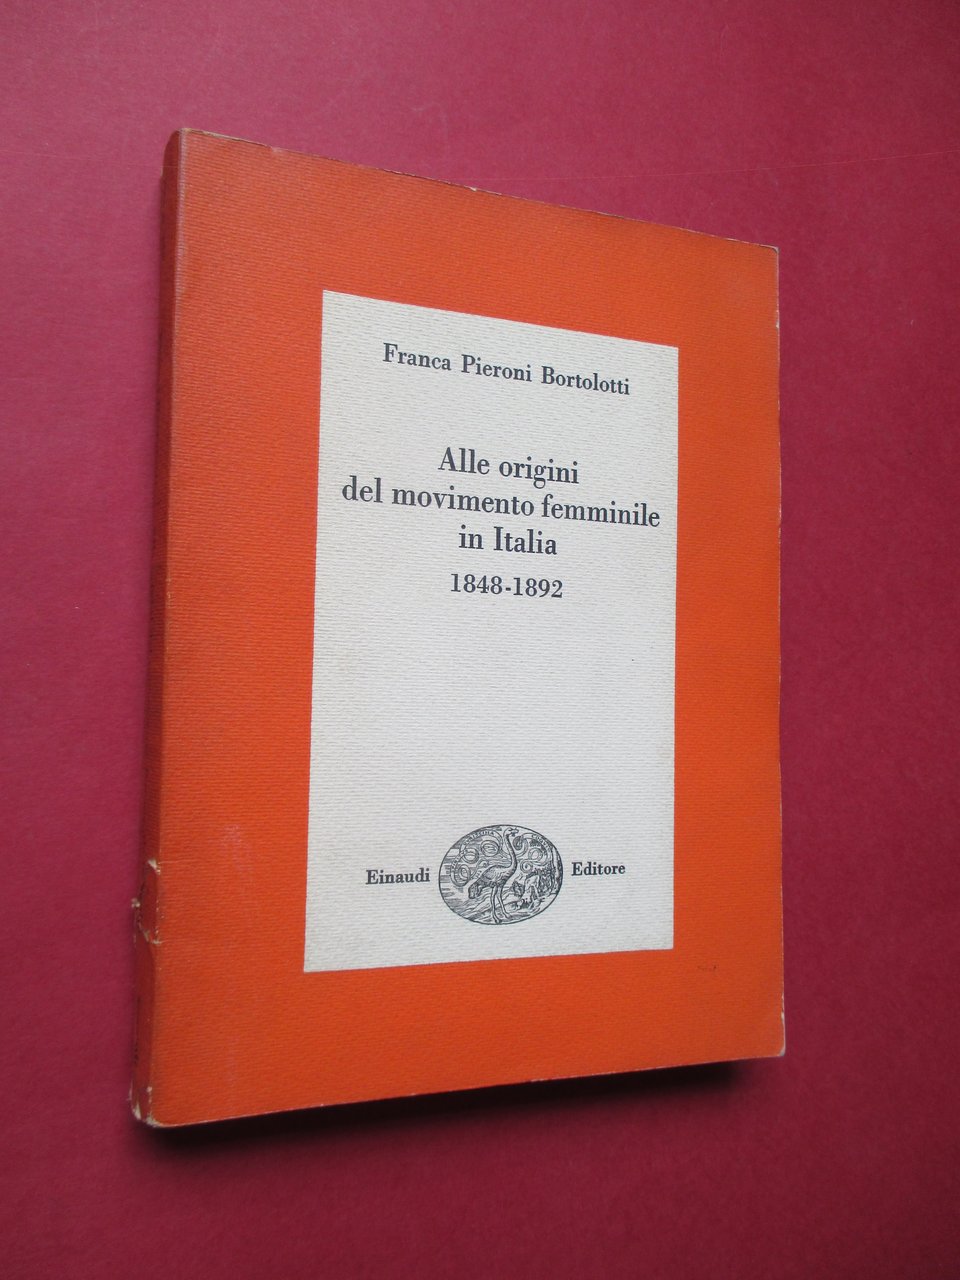 Franca Pieroni Bortolotti
Alle origini
del movimento femminile
in Italia
1848-1892
Einaudi Editore